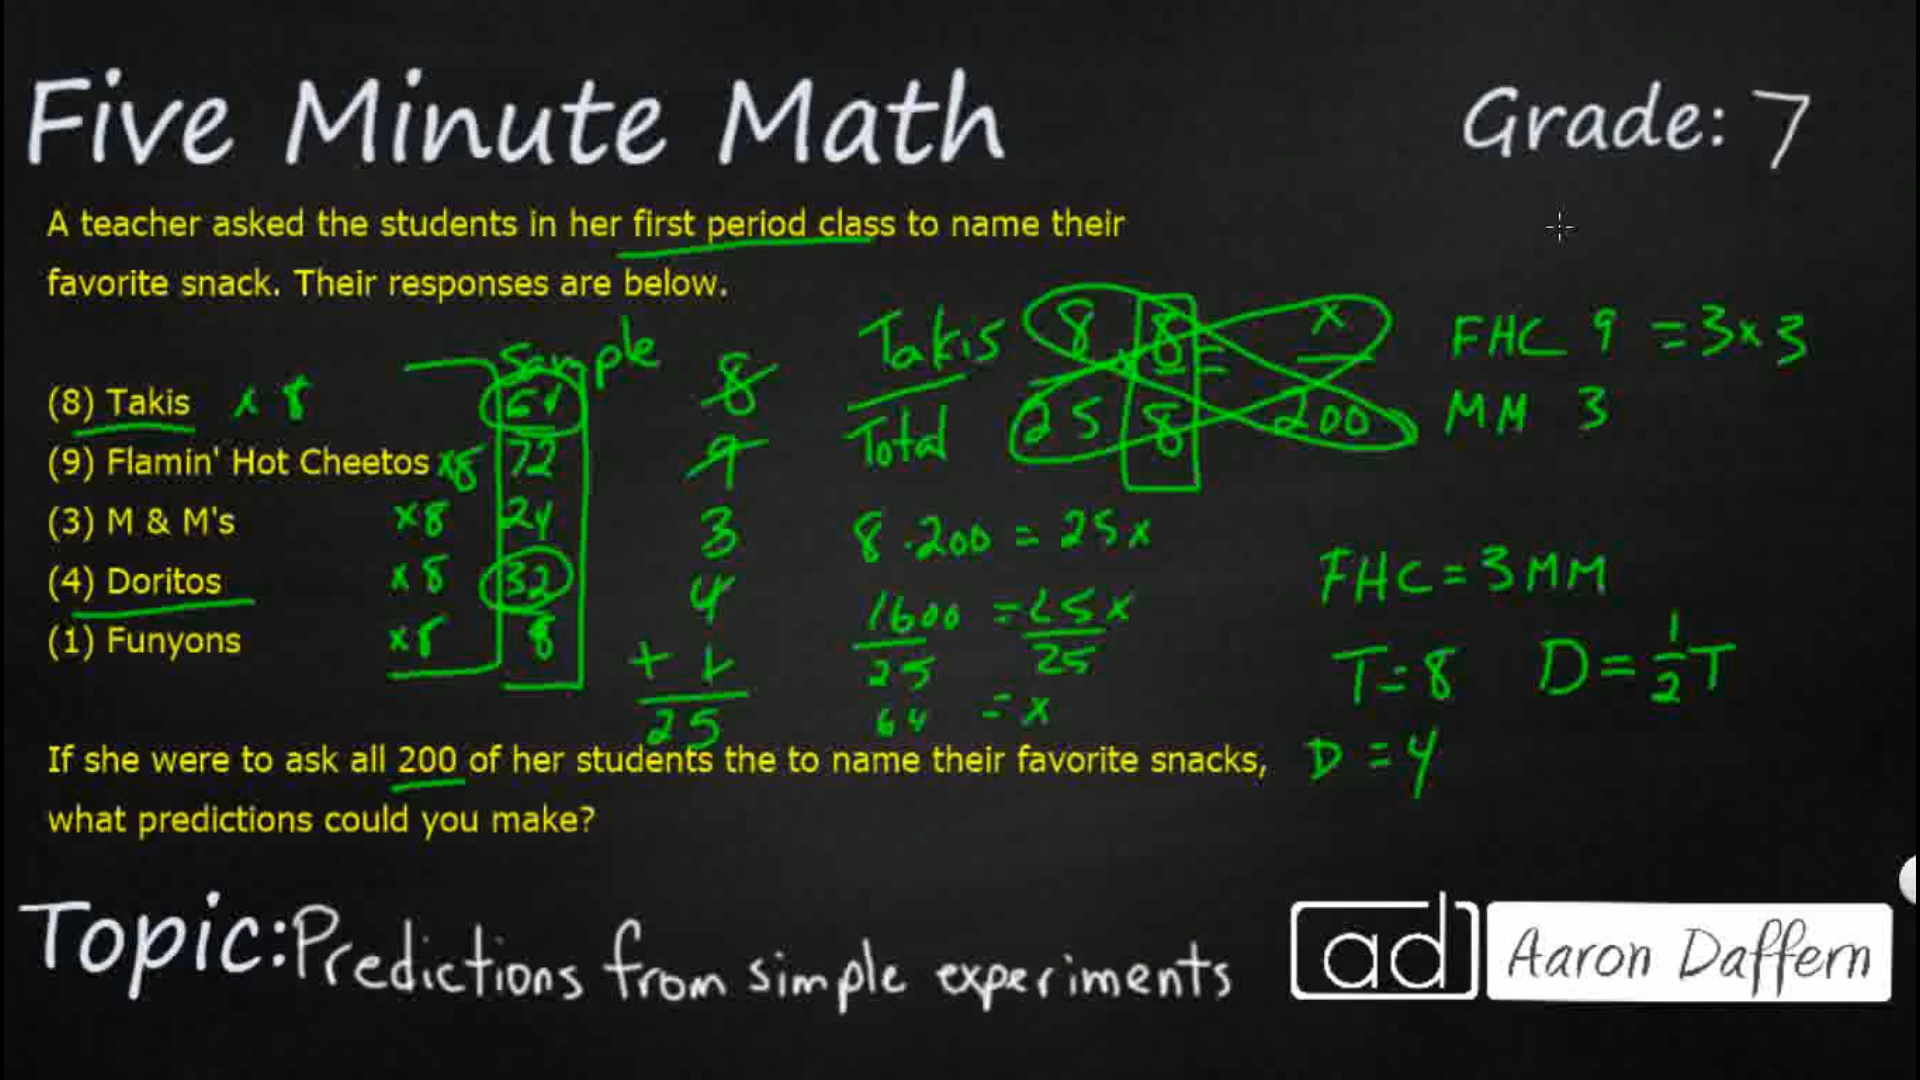 Five Minute Math
Grade: 7
A teacher asked the students in her first period class to name their
favorite snack. Their responses are below.
Sample
(8) Takis x 8 64
(9) Flamin' Hot Cheetos x8 72
(3) M & M's x8 24
(4) Doritos x8 32
(1) Funyons x8 8
8
9
3
4
+ 1
25
Takis 8 8 = x
Total 25 8 200
8 . 200 = 25x
1600 = 25x
25 25
64 = x
FHC 9 = 3x3
MM 3
FHC = 3MM
T = 8 D = 1/2 T
D = 4
If she were to ask all 200 of her students the to name their favorite snacks,
what predictions could you make?
Topic: Predictions from simple experiments
ad Aaron Daffern